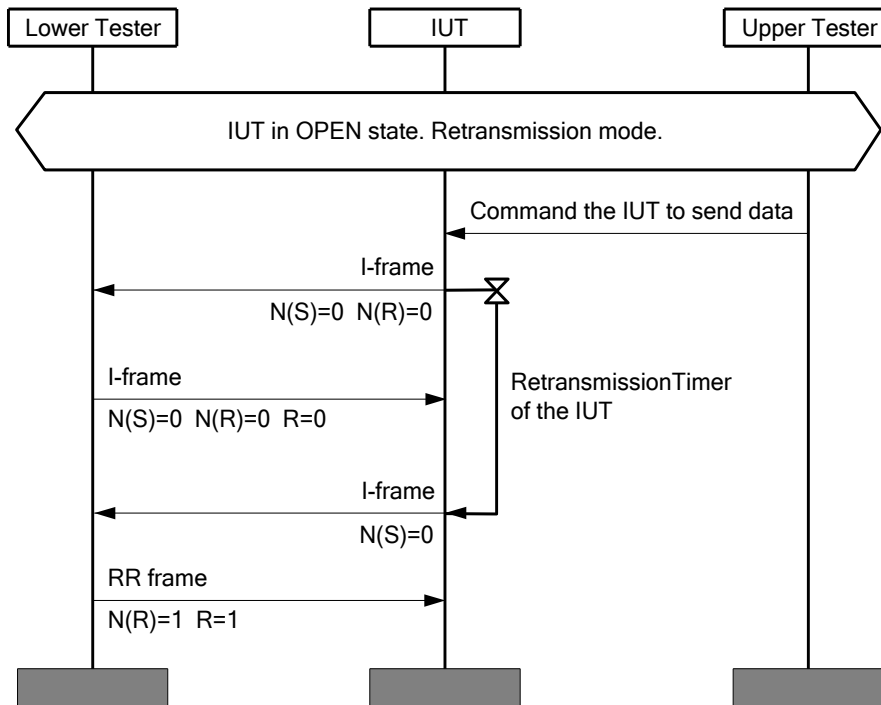 Lower Tester
IUT
Upper Tester
IUT in OPEN state. Retransmission mode.
Command the IUT to send data
I-frame
N(S)=0 N(R)=0
I-frame
N(S)=0 N(R)=0 R=0
RetransmissionTimer
of the IUT
I-frame
N(S)=0
RR frame
N(R)=1 R=1